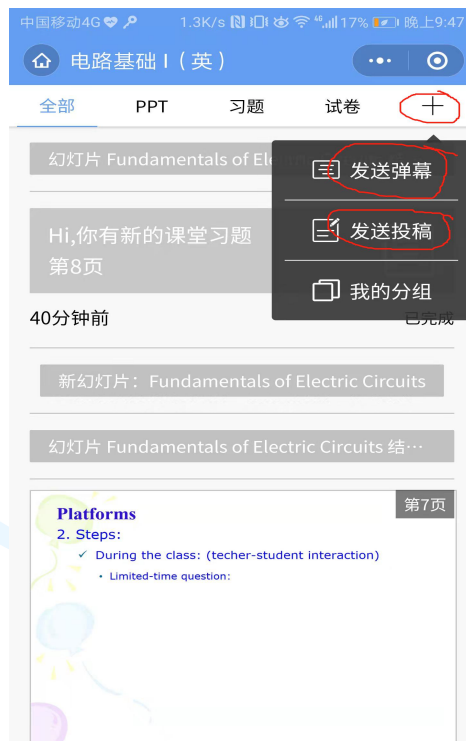 中国移动4G 1.3K/s 46 17% 晚上9:47
电路基础 I（英）
全部 PPT 习题 试卷
幻灯片 Fundamentals of Ele
发送弹幕
Hi,你有新的课堂习题
发送投稿
第8页
我的分组
40分钟前 已完成
新幻灯片：Fundamentals of Electric Circuits
幻灯片 Fundamentals of Electric Circuits 结…
第7页
Platforms
2. Steps:
✓ During the class: (techer-student interaction)
• Limited-time question: